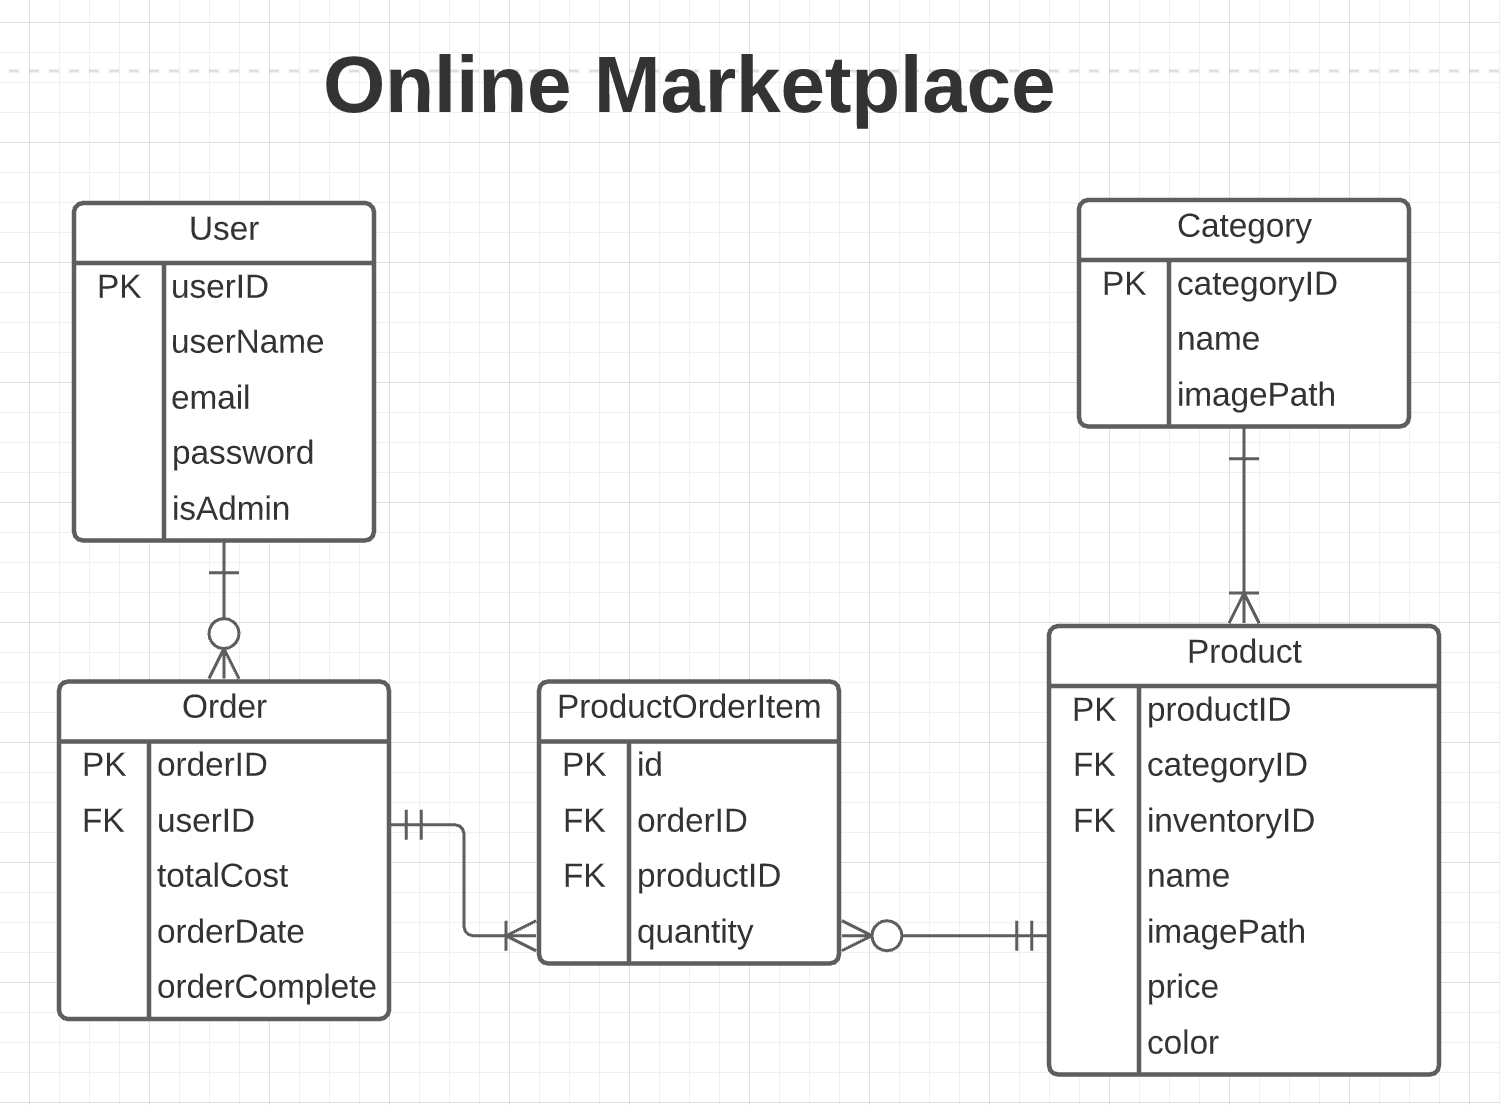 Online Marketplace
User
PK userID
userName
email
password
isAdmin
Category
PK categoryID
name
imagePath
Order
PK orderID
FK userID
totalCost
orderDate
orderComplete
ProductOrderItem
PK id
FK orderID
FK productID
quantity
Product
PK productID
FK categoryID
FK inventoryID
name
imagePath
price
color